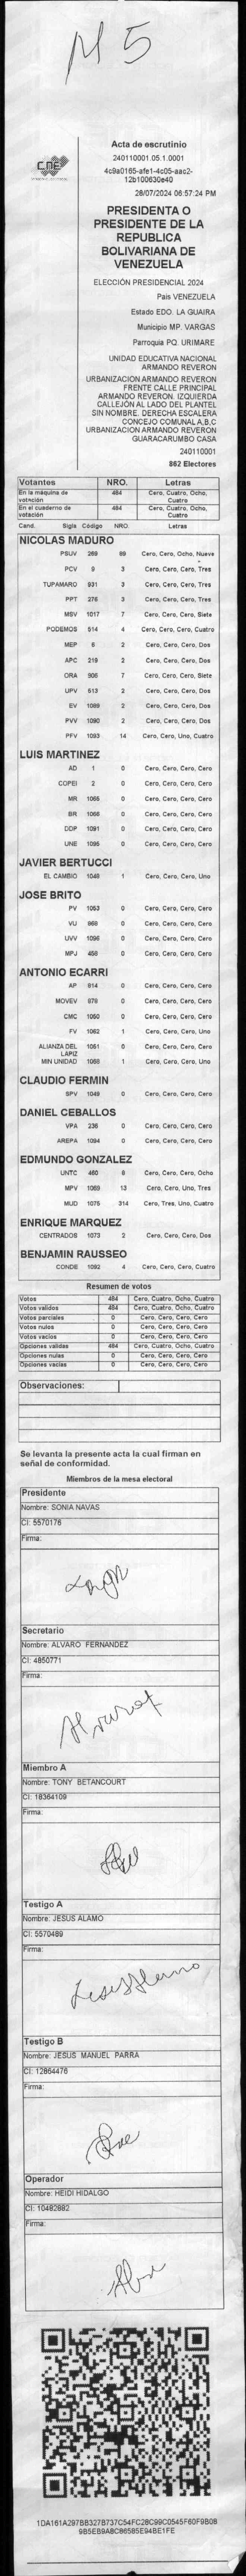 M 5
CNE
Acta de escrutinio
240110001.05.1.0001
4c9a0165-afe1-4c05-aac2-
12b100630e40
28/07/2024 06:57:24 PM
PRESIDENTA O
PRESIDENTE DE LA
REPUBLICA
BOLIVARIANA DE
VENEZUELA
ELECCIÓN PRESIDENCIAL 2024
Pais VENEZUELA
Estado EDO. LA GUAIRA
Municipio MP. VARGAS
Parroquia PQ. URIMARE
UNIDAD EDUCATIVA NACIONAL
ARMANDO REVERON
URBANIZACION ARMANDO REVERON
FRENTE CALLE PRINCIPAL
ARMANDO REVERON. IZQUIERDA
CALLEJÓN AL LADO DEL PLANTEL
SIN NOMBRE. DERECHA ESCALERA
CONCEJO COMUNAL A,B,C
URBANIZACION ARMANDO REVERON
GUARACARUMBO CASA
240110001
862 Electores
Votantes NRO. Letras
En la máquina de votación 484 Cero, Cuatro, Ocho, Cuatro
En el cuaderno de votación 484 Cero, Cuatro, Ocho, Cuatro
Cand. Sigla Código NRO. Letras
NICOLAS MADURO
PSUV 269 89 Cero, Cero, Ocho, Nueve
PCV 9 3 Cero, Cero, Cero, Tres
TUPAMARO 931 3 Cero, Cero, Cero, Tres
PPT 276 3 Cero, Cero, Cero, Tres
MSV 1017 7 Cero, Cero, Cero, Siete
PODEMOS 514 4 Cero, Cero, Cero, Cuatro
MEP 6 2 Cero, Cero, Cero, Dos
APC 219 2 Cero, Cero, Cero, Dos
ORA 906 7 Cero, Cero, Cero, Siete
UPV 613 2 Cero, Cero, Cero, Dos
EV 1089 2 Cero, Cero, Cero, Dos
PVV 1090 2 Cero, Cero, Cero, Dos
PFV 1093 14 Cero, Cero, Uno, Cuatro
LUIS MARTINEZ
AD 1 0 Cero, Cero, Cero, Cero
COPEI 2 0 Cero, Cero, Cero, Cero
MR 1065 0 Cero, Cero, Cero, Cero
BR 1066 0 Cero, Cero, Cero, Cero
DDP 1091 0 Cero, Cero, Cero, Cero
UNE 1095 0 Cero, Cero, Cero, Cero
JAVIER BERTUCCI
EL CAMBIO 1048 1 Cero, Cero, Cero, Uno
JOSE BRITO
PV 1053 0 Cero, Cero, Cero, Cero
VU 968 0 Cero, Cero, Cero, Cero
UVV 1096 0 Cero, Cero, Cero, Cero
MPJ 458 0 Cero, Cero, Cero, Cero
ANTONIO ECARRI
AP 914 0 Cero, Cero, Cero, Cero
MOVEV 879 0 Cero, Cero, Cero, Cero
CMC 1050 0 Cero, Cero, Cero, Cero
FV 1062 1 Cero, Cero, Cero, Uno
ALIANZA DEL LAPIZ 1051 0 Cero, Cero, Cero, Cero
MIN UNIDAD 1068 1 Cero, Cero, Cero, Uno
CLAUDIO FERMIN
SPV 1049 0 Cero, Cero, Cero, Cero
DANIEL CEBALLOS
VPA 236 0 Cero, Cero, Cero, Cero
AREPA 1094 0 Cero, Cero, Cero, Cero
EDMUNDO GONZALEZ
UNTC 460 8 Cero, Cero, Cero, Ocho
MPV 1069 13 Cero, Cero, Uno, Tres
MUD 1075 314 Cero, Tres, Uno, Cuatro
ENRIQUE MARQUEZ
CENTRADOS 1073 2 Cero, Cero, Cero, Dos
BENJAMIN RAUSSEO
CONDE 1092 4 Cero, Cero, Cero, Cuatro
Resumen de votos
Votos 484 Cero, Cuatro, Ocho, Cuatro
Votos validos 484 Cero, Cuatro, Ocho, Cuatro
Votos parciales 0 Cero, Cero, Cero, Cero
Votos nulos 0 Cero, Cero, Cero, Cero
Votos vacios 0 Cero, Cero, Cero, Cero
Opciones validas 484 Cero, Cuatro, Ocho, Cuatro
Opciones nulas 0 Cero, Cero, Cero, Cero
Opciones vacias 0 Cero, Cero, Cero, Cero
Observaciones:
Se levanta la presente acta la cual firman en
señal de conformidad.
Miembros de la mesa electoral
Presidente
Nombre: SONIA NAVAS
CI: 5570176
Firma:
Secretario
Nombre: ALVARO FERNANDEZ
CI: 4850771
Firma:
Miembro A
Nombre: TONY BETANCOURT
CI: 18364109
Firma:
Testigo A
Nombre: JESUS ALAMO
CI: 5570489
Firma:
Testigo B
Nombre: JESUS MANUEL PARRA
CI: 12864476
Firma:
Operador
Nombre: HEIDI HIDALGO
CI: 10482882
Firma:
1DA161A297BB327B737C54FC28C99C0545F60F9B08
9B5EB9A8C86585E94BE1FE